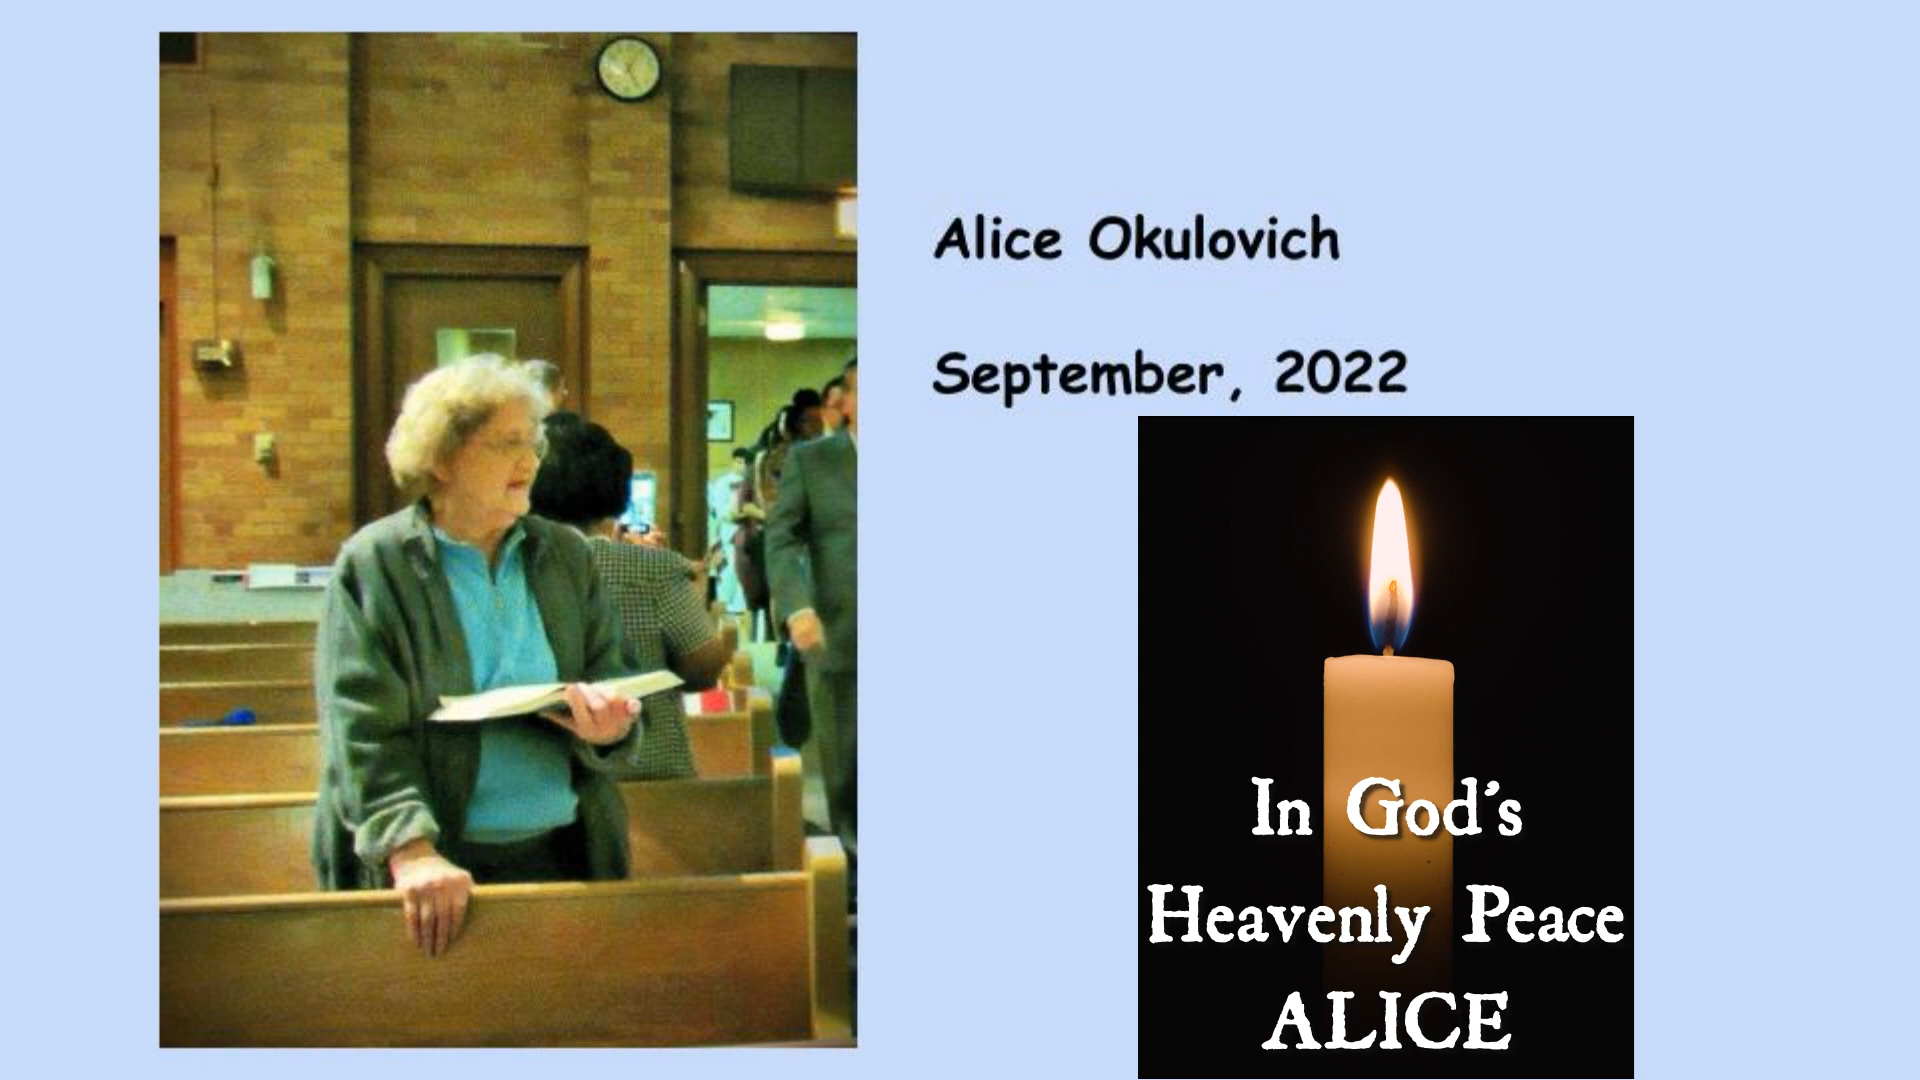 Alice Okulovich
September, 2022
In God's
Heavenly Peace
ALICE